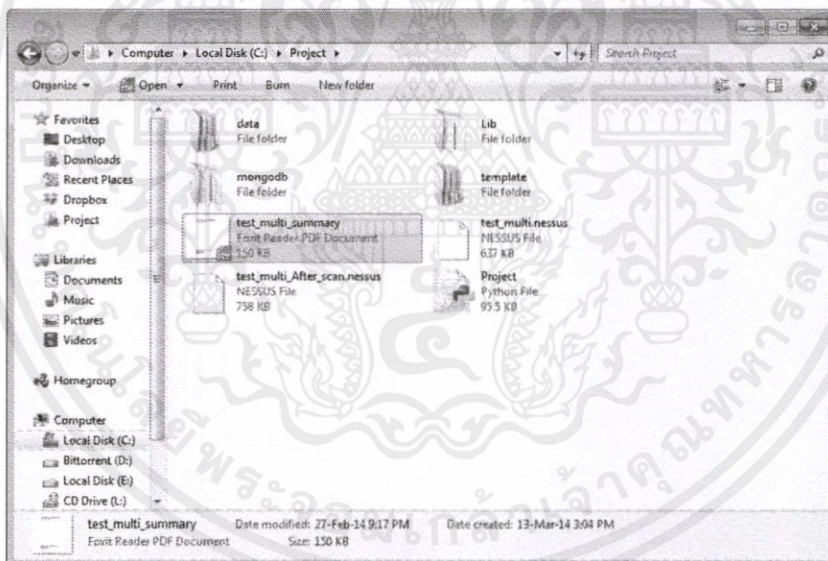 Computer ▸ Local Disk (C:) ▸ Project ▸
Search Project
Organize Open Print Burn New folder
Favorites
Desktop
Downloads
Recent Places
Dropbox
Project
Libraries
Documents
Music
Pictures
Videos
Homegroup
Computer
Local Disk (C:)
Bittorrent (D:)
Local Disk (E:)
CD Drive (L:)
data
File folder
Lib
File folder
mongodb
File folder
template
File folder
test_multi_summary
Foxit Reader PDF Document
150 KB
test_multi.nessus
NESSUS File
637 KB
test_multi_After_scan.nessus
NESSUS File
758 KB
Project
Python File
95.5 KB
test_multi_summary Date modified: 27-Feb-14 9:17 PM Date created: 13-Mar-14 3:04 PM
Foxit Reader PDF Document Size: 150 KB